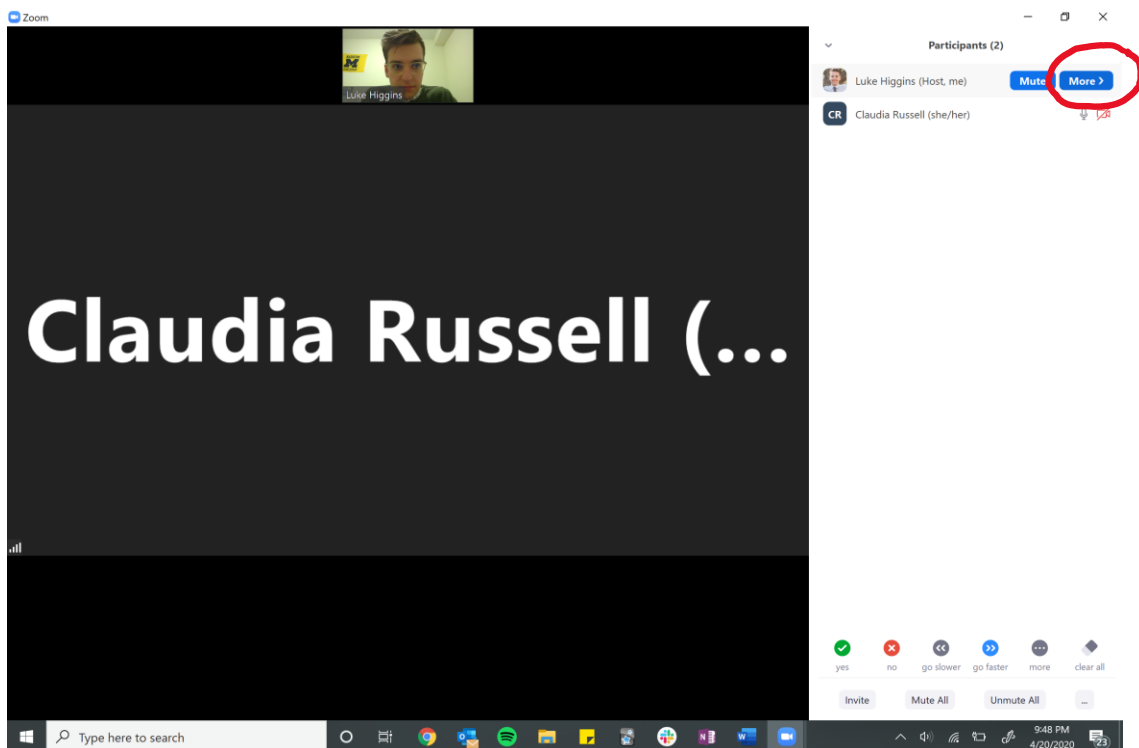 Zoom
Luke Higgins
Claudia Russell (...
Participants (2)
Luke Higgins (Host, me)
Mute
More >
CR
Claudia Russell (she/her)
yes
no
go slower
go faster
more
clear all
Invite
Mute All
Unmute All
...
Type here to search
9:48 PM
4/20/2020
23